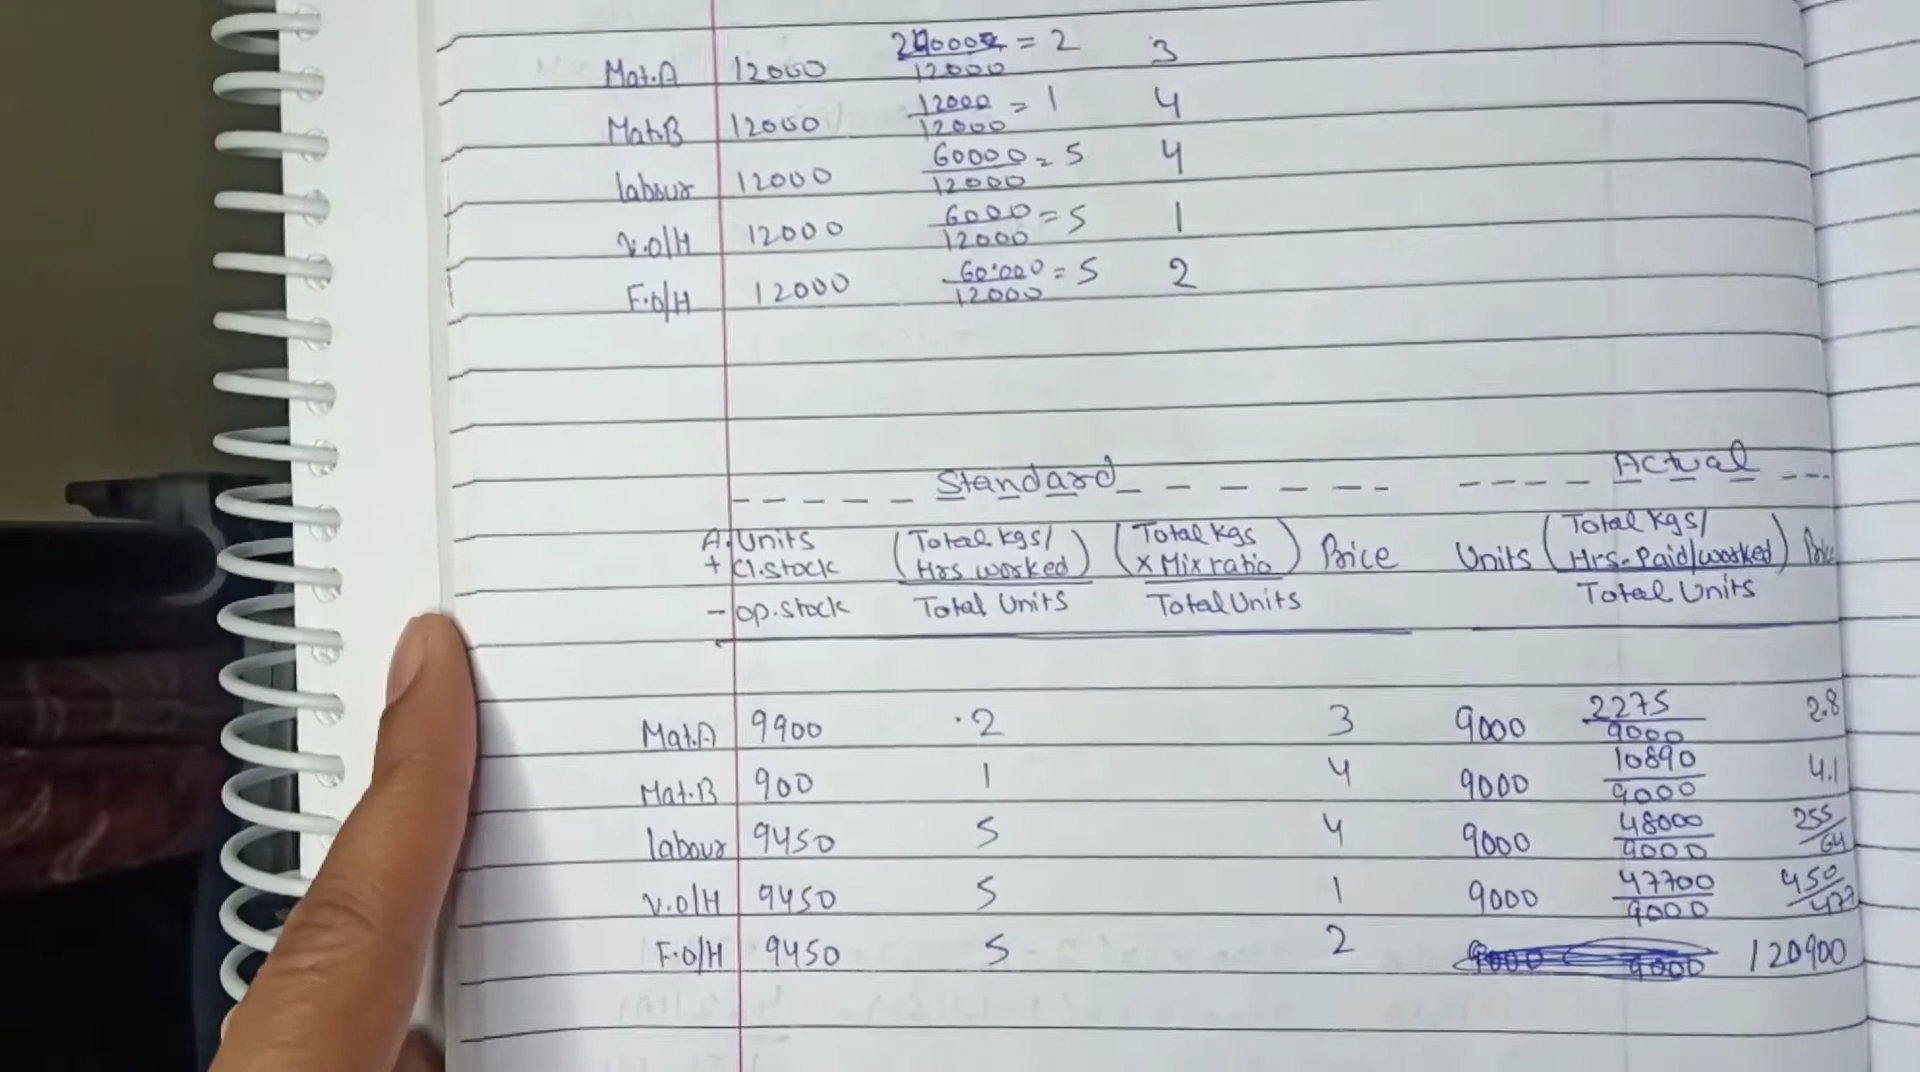 Mat.A 12000 24000/12000 = 2 3
Mat.B 12000 12000/12000 = 1 4
labour 12000 60000/12000 = 5 4
V.O/H 12000 6000/12000 = 5 1
F.O/H 12000 60,000/12000 = 5 2
- - - - - Standard - - - - - - - - - - Actual - - -
A.Units + Cl.stock - op.stock (Total kgs/ Hrs worked) Total Units (Total kgs x Mix ratio) Total Units Price Units (Total kgs/ Hrs-Paid/worked) Total Units
Mat.A 9900 .2 3 9000 2275/9000 2.8
Mat.B 900 1 4 9000 10890/9000 4.1
labour 9450 5 4 9000 48000/9000 255/64
V.O/H 9450 5 1 9000 47700/9000 450/477
F.O/H 9450 5 2 120900